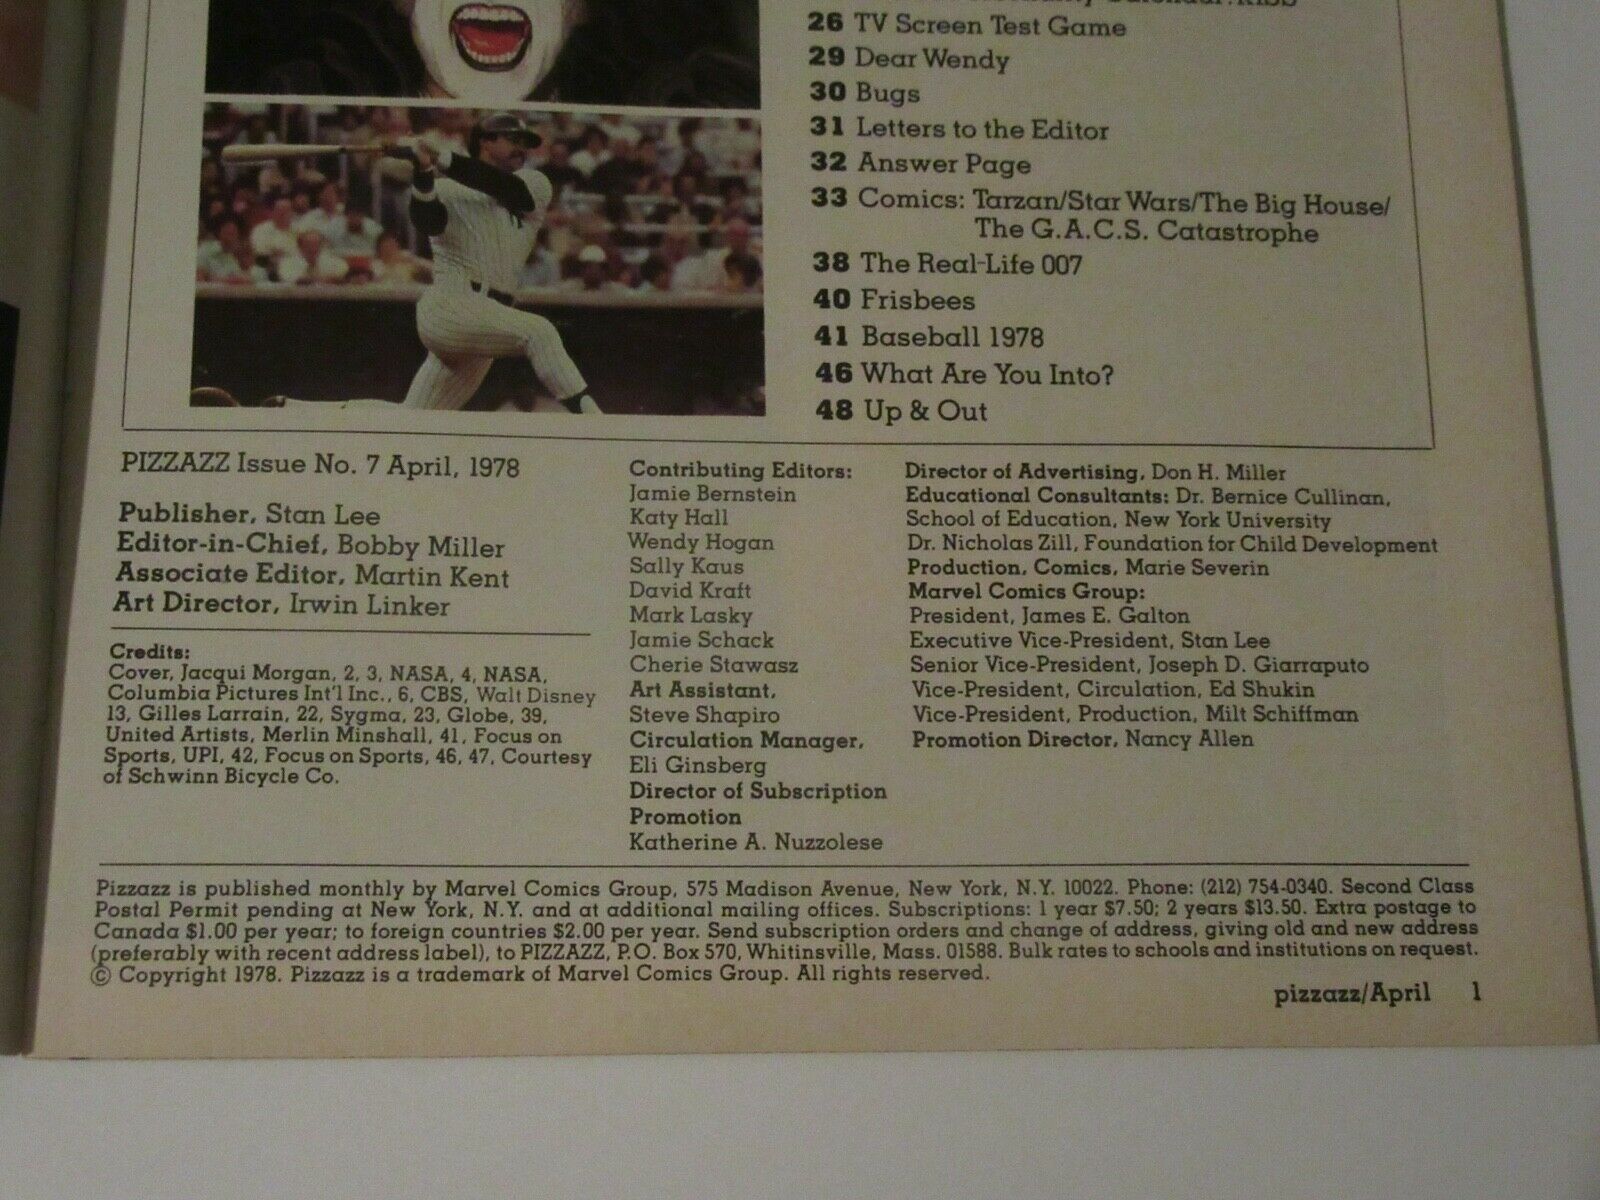 26 TV Screen Test Game
29 Dear Wendy
30 Bugs
31 Letters to the Editor
32 Answer Page
33 Comics: Tarzan/Star Wars/The Big House/
The G.A.C.S. Catastrophe
38 The Real-Life 007
40 Frisbees
41 Baseball 1978
46 What Are You Into?
48 Up & Out
PIZZAZZ Issue No. 7 April, 1978
Publisher, Stan Lee
Editor-in-Chief, Bobby Miller
Associate Editor, Martin Kent
Art Director, Irwin Linker
Credits:
Cover, Jacqui Morgan, 2, 3, NASA, 4, NASA,
Columbia Pictures Int'l Inc., 6, CBS, Walt Disney
13, Gilles Larrain, 22, Sygma, 23, Globe, 39,
United Artists, Merlin Minshall, 41, Focus on
Sports, UPI, 42, Focus on Sports, 46, 47, Courtesy
of Schwinn Bicycle Co.
Contributing Editors:
Jamie Bernstein
Katy Hall
Wendy Hogan
Sally Kaus
David Kraft
Mark Lasky
Jamie Schack
Cherie Stawasz
Art Assistant,
Steve Shapiro
Circulation Manager,
Eli Ginsberg
Director of Subscription
Promotion
Katherine A. Nuzzolese
Director of Advertising, Don H. Miller
Educational Consultants: Dr. Bernice Cullinan,
School of Education, New York University
Dr. Nicholas Zill, Foundation for Child Development
Production, Comics, Marie Severin
Marvel Comics Group:
President, James E. Galton
Executive Vice-President, Stan Lee
Senior Vice-President, Joseph D. Giarraputo
Vice-President, Circulation, Ed Shukin
Vice-President, Production, Milt Schiffman
Promotion Director, Nancy Allen
Pizzazz is published monthly by Marvel Comics Group, 575 Madison Avenue, New York, N.Y. 10022. Phone: (212) 754-0340. Second Class
Postal Permit pending at New York, N.Y. and at additional mailing offices. Subscriptions: 1 year $7.50; 2 years $13.50. Extra postage to
Canada $1.00 per year; to foreign countries $2.00 per year. Send subscription orders and change of address, giving old and new address
(preferably with recent address label), to PIZZAZZ, P.O. Box 570, Whitinsville, Mass. 01588. Bulk rates to schools and institutions on request.
© Copyright 1978. Pizzazz is a trademark of Marvel Comics Group. All rights reserved.
pizzazz/April 1